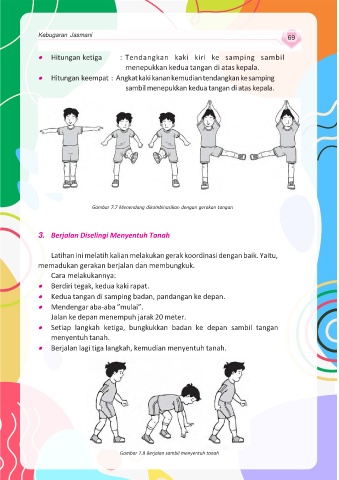 Kebugaran Jasmani
69
• Hitungan ketiga : Tendangkan kaki kiri ke samping sambil
menepukkan kedua tangan di atas kepala.
• Hitungan keempat : Angkat kaki kanan kemudian tendangkan ke samping
sambil menepukkan kedua tangan di atas kepala.
Gambar 7.7 Menendang dikombinasikan dengan gerakan tangan
3. Berjalan Diselingi Menyentuh Tanah
Latihan ini melatih kalian melakukan gerak koordinasi dengan baik. Yaitu,
memadukan gerakan berjalan dan membungkuk.
Cara melakukannya:
• Berdiri tegak, kedua kaki rapat.
• Kedua tangan di samping badan, pandangan ke depan.
• Mendengar aba-aba “mulai”.
Jalan ke depan menempuh jarak 20 meter.
• Setiap langkah ketiga, bungkukkan badan ke depan sambil tangan
menyentuh tanah.
• Berjalan lagi tiga langkah, kemudian menyentuh tanah.
Gambar 7.8 Berjalan sambil menyentuh tanah